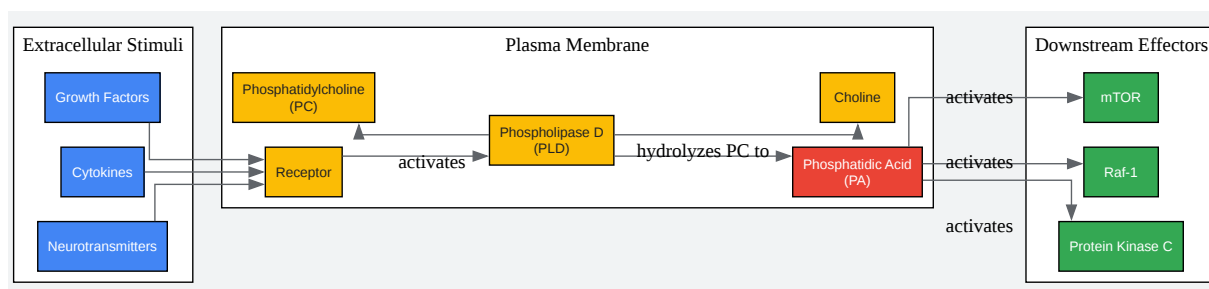 Extracellular Stimuli
Growth Factors
Cytokines
Neurotransmitters
Plasma Membrane
Phosphatidylcholine
(PC)
Receptor
activates
Phospholipase D
(PLD)
hydrolyzes PC to
Choline
Phosphatidic Acid
(PA)
activates
activates
activates
Downstream Effectors
mTOR
Raf-1
Protein Kinase C